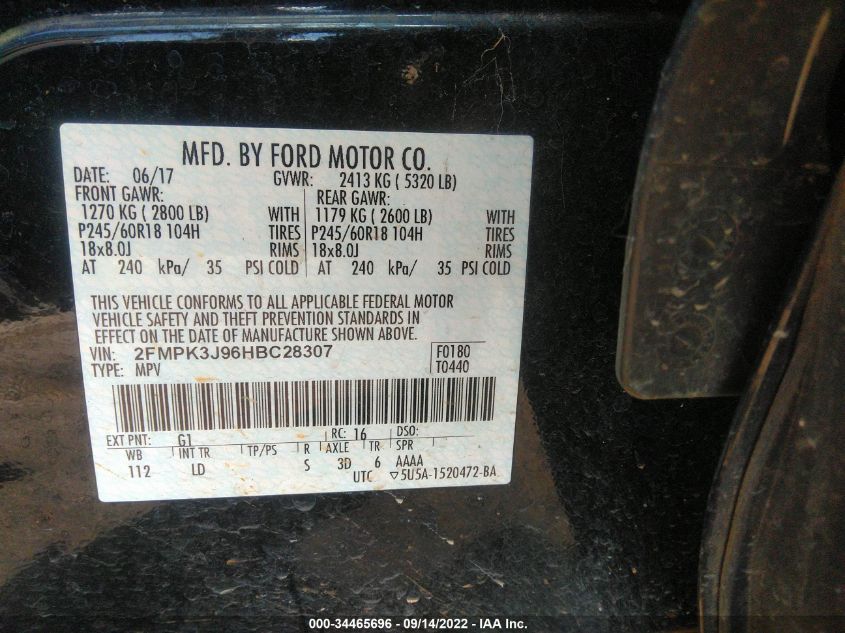 MFD. BY FORD MOTOR CO.
DATE: 06/17 GVWR: 2413 KG ( 5320 LB)
FRONT GAWR: REAR GAWR:
1270 KG ( 2800 LB) WITH 1179 KG ( 2600 LB) WITH
P245/60R18 104H TIRES P245/60R18 104H TIRES
18x8.0J RIMS 18x8.0J RIMS
AT 240 kPa/ 35 PSI COLD AT 240 kPa/ 35 PSI COLD
THIS VEHICLE CONFORMS TO ALL APPLICABLE FEDERAL MOTOR
VEHICLE SAFETY AND THEFT PREVENTION STANDARDS IN
EFFECT ON THE DATE OF MANUFACTURE SHOWN ABOVE.
VIN: 2FMPK3J96HBC28307 F0180
TYPE: MPV T0440
EXT PNT: G1 RC: 16 DSO:
WB INT TR TP/PS R AXLE TR SPR
112 LD S 3D 6 AAAA
UTC ▽5U5A-1520472-BA
000-34465696 - 09/14/2022 - IAA Inc.